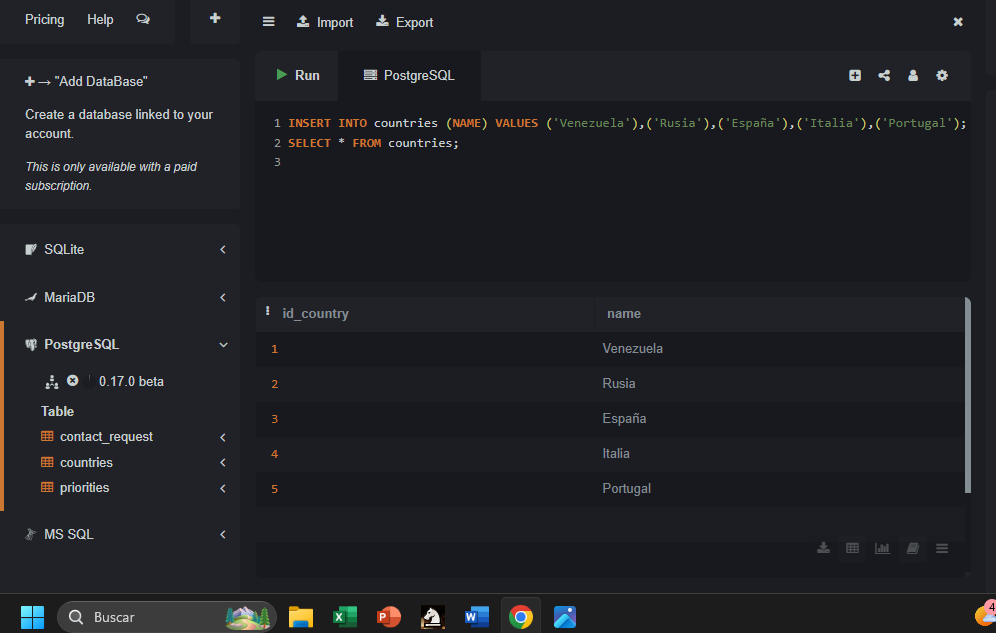 Pricing
Help
Import
Export
"Add DataBase"
Create a database linked to your
account.
This is only available with a paid
subscription.
SQLite
MariaDB
PostgreSQL
0.17.0 beta
Table
contact_request
countries
priorities
MS SQL
Run
PostgreSQL
1 INSERT INTO countries (NAME) VALUES ('Venezuela'),('Rusia'),('España'),('Italia'),('Portugal');
2 SELECT * FROM countries;
3
id_country name
1 Venezuela
2 Rusia
3 España
4 Italia
5 Portugal
Buscar
4